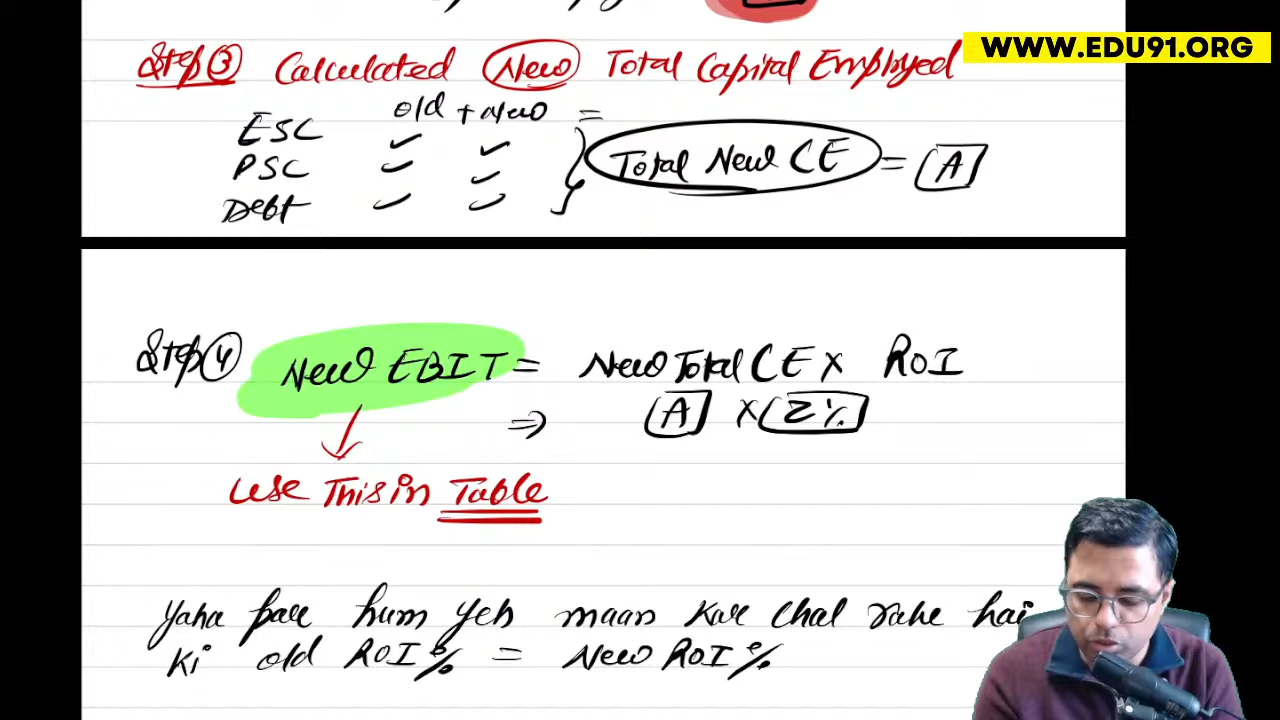 WWW.EDU91.ORG
Step ③ Calculated New Total Capital Employed
old + New =
ESC ✓ ✓
PSC ✓ ✓ } Total New CE = A
Debt ✓ ✓
Step ④ New EBIT = New Total CE x ROI
⇒ A x Z%
Use This in Table
Yaha par hum yeh maan kar chal rahe hai
ki old ROI% = New ROI%